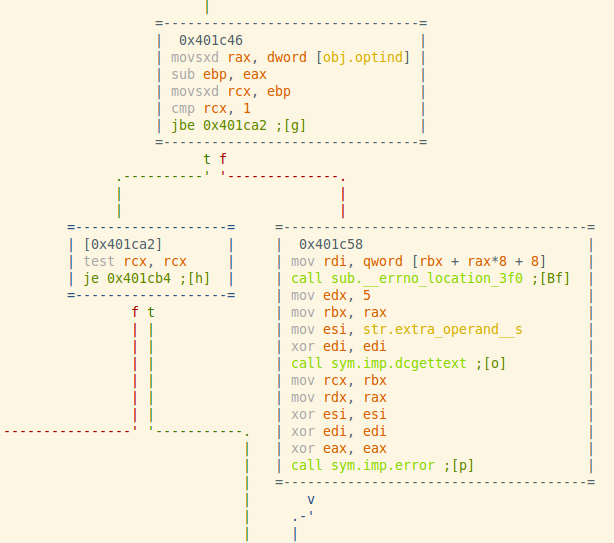 0x401c46
movsxd rax, dword [obj.optind]
sub ebp, eax
movsxd rcx, ebp
cmp rcx, 1
jbe 0x401ca2 ;[g]
t f
[0x401ca2]
test rcx, rcx
je 0x401cb4 ;[h]
f t
0x401c58
mov rdi, qword [rbx + rax*8 + 8]
call sub.__errno_location_3f0 ;[Bf]
mov edx, 5
mov rbx, rax
mov esi, str.extra_operand__s
xor edi, edi
call sym.imp.dcgettext ;[o]
mov rcx, rbx
mov rdx, rax
xor esi, esi
xor edi, edi
xor eax, eax
call sym.imp.error ;[p]
v